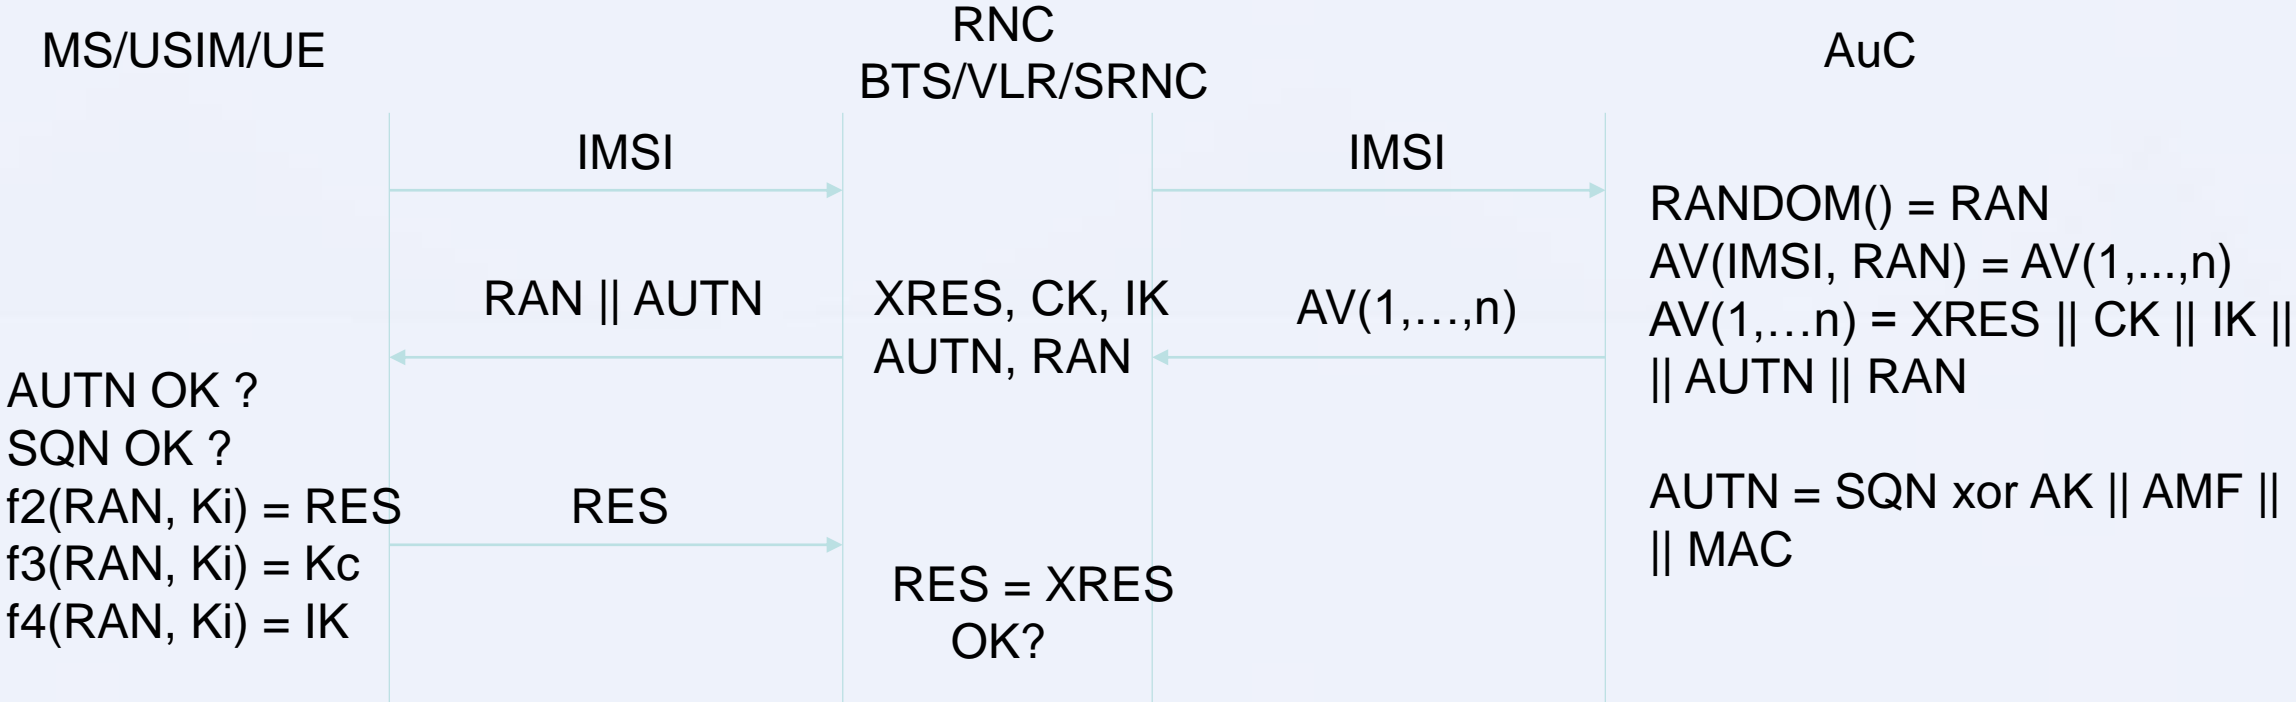 MS/USIM/UE
RNC
BTS/VLR/SRNC
AuC
IMSI
IMSI
RANDOM() = RAN
AV(IMSI, RAN) = AV(1,...,n)
AV(1,…n) = XRES || CK || IK ||
|| AUTN || RAN
RAN || AUTN
XRES, CK, IK
AUTN, RAN
AV(1,…,n)
AUTN OK ?
SQN OK ?
f2(RAN, Ki) = RES
f3(RAN, Ki) = Kc
f4(RAN, Ki) = IK
RES
RES = XRES
OK?
AUTN = SQN xor AK || AMF ||
|| MAC